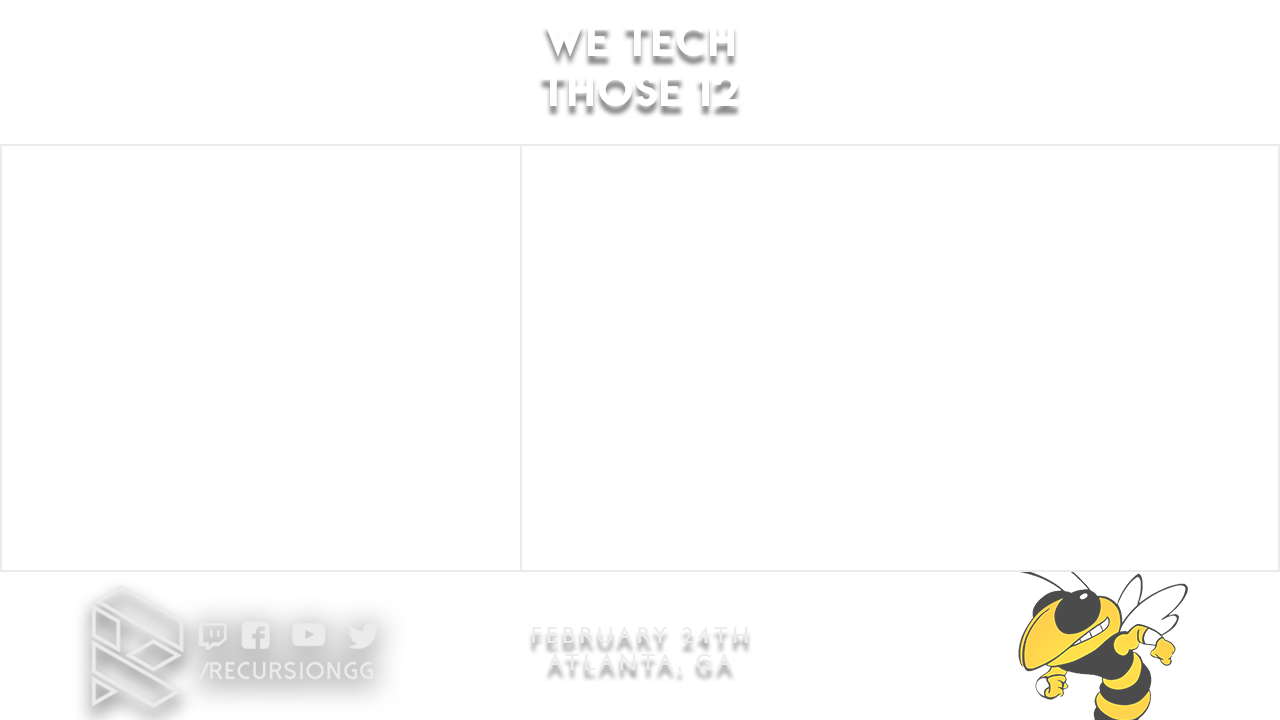 WE TECH
THOSE 12
/RECURSIONGG
FEBRUARY 24TH
ATLANTA, GA